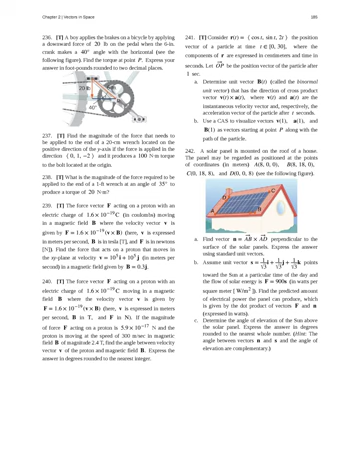 Chapter 2 | Vectors in Space
185
236. [T] A boy applies the brakes on a bicycle by applying
a downward force of 20 lb on the pedal when the 6-in.
crank makes a 40° angle with the horizontal (see the
following figure). Find the torque at point P. Express your
answer in foot-pounds rounded to two decimal places.
20 lb
40°
237. [T] Find the magnitude of the force that needs to
be applied to the end of a 20-cm wrench located on the
positive direction of the y-axis if the force is applied in the
direction ⟨0, 1, −2⟩ and it produces a 100 N·m torque
to the bolt located at the origin.
238. [T] What is the magnitude of the force required to be
applied to the end of a 1-ft wrench at an angle of 35° to
produce a torque of 20 N·m?
239. [T] The force vector F acting on a proton with an
electric charge of 1.6 × 10⁻¹⁹ C (in coulombs) moving
in a magnetic field B where the velocity vector v is
given by F = 1.6 × 10⁻¹⁹ (v × B) (here, v is expressed
in meters per second, B is in tesla [T], and F is in newtons
[N]). Find the force that acts on a proton that moves in
the xy-plane at velocity v = 10⁵ i + 10⁵ j (in meters per
second) in a magnetic field given by B = 0.3j.
240. [T] The force vector F acting on a proton with an
electric charge of 1.6 × 10⁻¹⁹ C moving in a magnetic
field B where the velocity vector v is given by
F = 1.6 × 10⁻¹⁹ (v × B) (here, v is expressed in meters
per second, B in T, and F in N). If the magnitude
of force F acting on a proton is 5.9 × 10⁻¹⁷ N and the
proton is moving at the speed of 300 m/sec in magnetic
field B of magnitude 2.4 T, find the angle between velocity
vector v of the proton and magnetic field B. Express the
answer in degrees rounded to the nearest integer.
241. [T] Consider r(t) = ⟨cos t, sin t, 2t⟩ the position
vector of a particle at time t ∈ [0, 30], where the
components of r are expressed in centimeters and time in
seconds. Let OP⃗ be the position vector of the particle after
1 sec.
a. Determine unit vector B(t) (called the binormal
unit vector) that has the direction of cross product
vector v(t) × a(t), where v(t) and a(t) are the
instantaneous velocity vector and, respectively, the
acceleration vector of the particle after t seconds.
b. Use a CAS to visualize vectors v(1), a(1), and
B(1) as vectors starting at point P along with the
path of the particle.
242. A solar panel is mounted on the roof of a house.
The panel may be regarded as positioned at the points
of coordinates (in meters) A(8, 0, 0), B(8, 18, 0),
C(0, 18, 8), and D(0, 0, 8) (see the following figure).
a. Find vector n = AB⃗ × AD⃗ perpendicular to the
surface of the solar panels. Express the answer
using standard unit vectors.
b. Assume unit vector s = 1/√3 i + 1/√3 j + 1/√3 k points
toward the Sun at a particular time of the day and
the flow of solar energy is F = 900s (in watts per
square meter [W/m²]). Find the predicted amount
of electrical power the panel can produce, which
is given by the dot product of vectors F and n
(expressed in watts).
c. Determine the angle of elevation of the Sun above
the solar panel. Express the answer in degrees
rounded to the nearest whole number. (Hint: The
angle between vectors n and s and the angle of
elevation are complementary.)